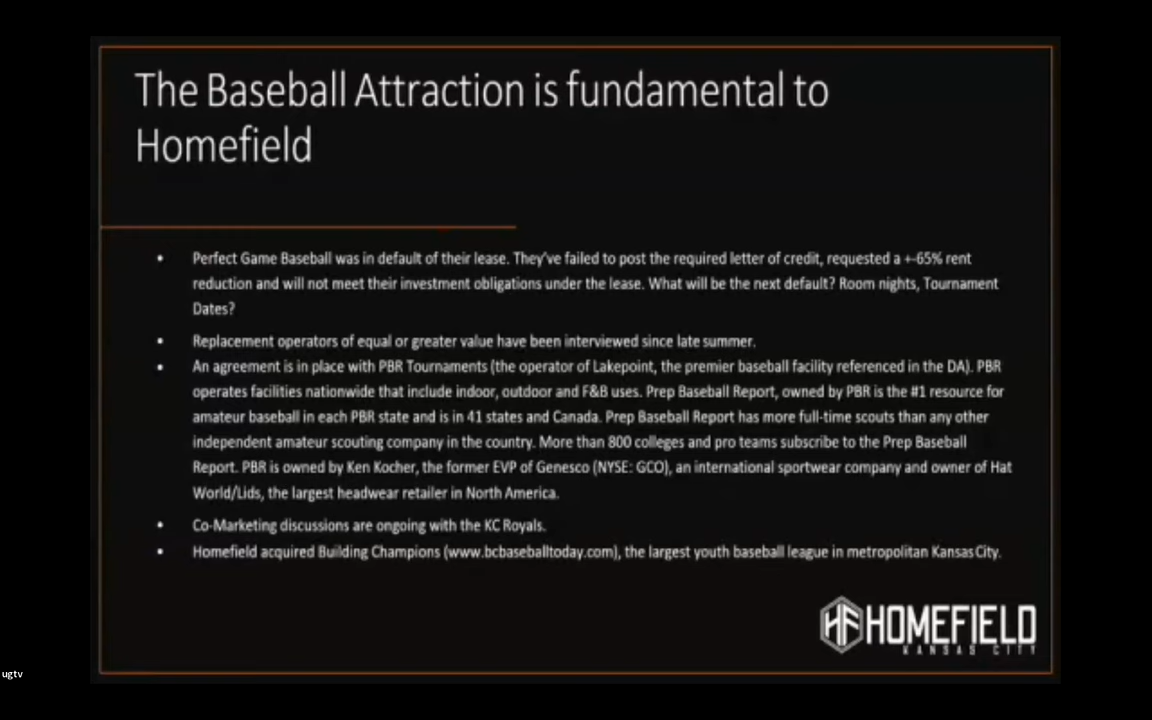 The Baseball Attraction is fundamental to
Homefield
• Perfect Game Baseball was in default of their lease. They've failed to post the required letter of credit, requested a +-65% rent
reduction and will not meet their investment obligations under the lease. What will be the next default? Room nights, Tournament
Dates?
• Replacement operators of equal or greater value have been interviewed since late summer.
• An agreement is in place with PBR Tournaments (the operator of Lakepoint, the premier baseball facility referenced in the DA). PBR
operates facilities nationwide that include indoor, outdoor and F&B uses. Prep Baseball Report, owned by PBR is the #1 resource for
amateur baseball in each PBR state and is in 41 states and Canada. Prep Baseball Report has more full-time scouts than any other
independent amateur scouting company in the country. More than 800 colleges and pro teams subscribe to the Prep Baseball
Report. PBR is owned by Ken Kocher, the former EVP of Genesco (NYSE: GCO), an international sportwear company and owner of Hat
World/Lids, the largest headwear retailer in North America.
• Co-Marketing discussions are ongoing with the KC Royals.
• Homefield acquired Building Champions (www.bcbaseballtoday.com), the largest youth baseball league in metropolitan Kansas City.
HF HOMEFIELD
KANSAS CITY
ugtv